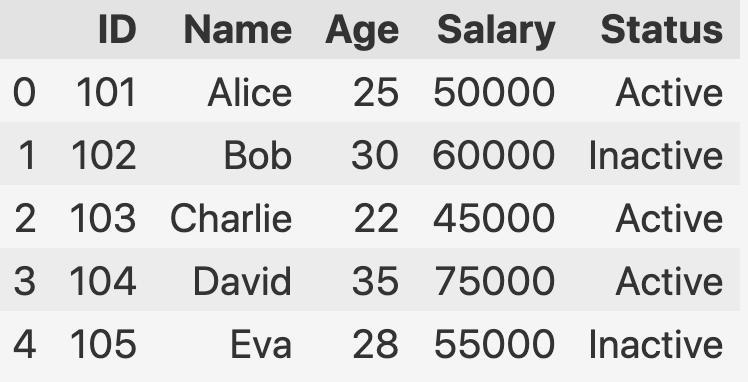 ID Name Age Salary Status
0 101 Alice 25 50000 Active
1 102 Bob 30 60000 Inactive
2 103 Charlie 22 45000 Active
3 104 David 35 75000 Active
4 105 Eva 28 55000 Inactive